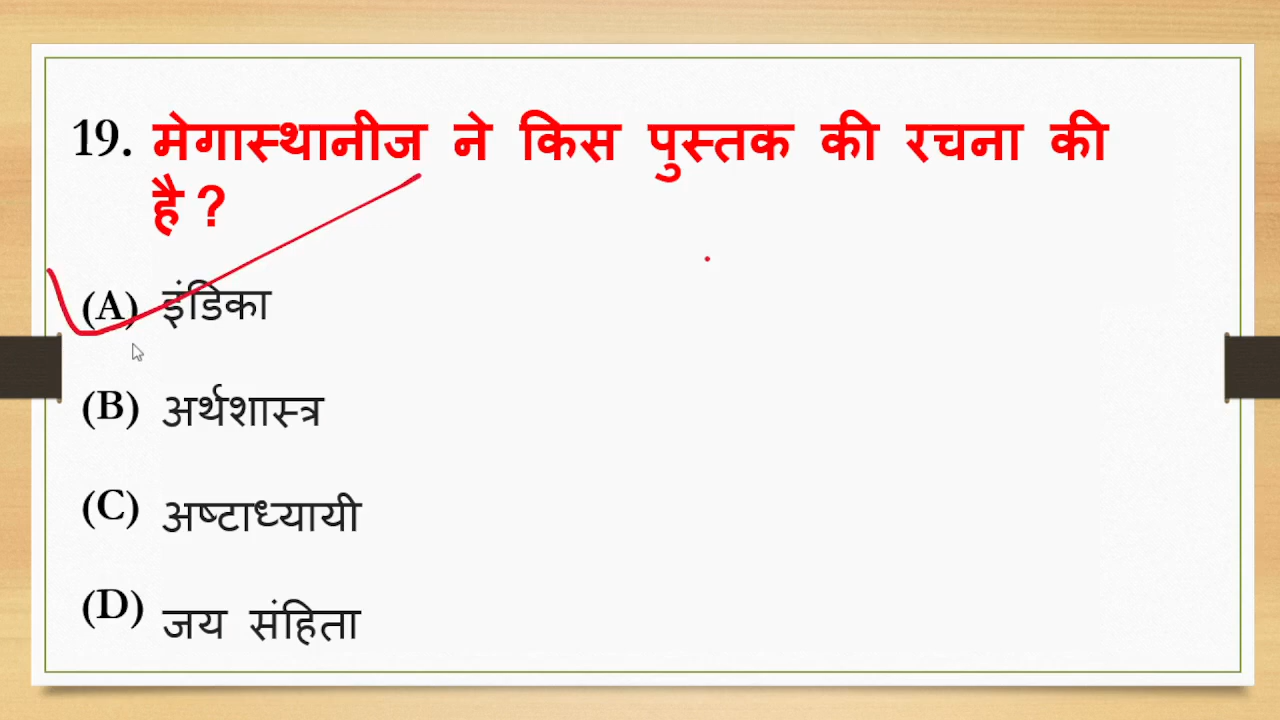 19. मेगास्थानीज ने किस पुस्तक की रचना की
है ?
(A) इंडिका
(B) अर्थशास्त्र
(C) अष्टाध्यायी
(D) जय संहिता